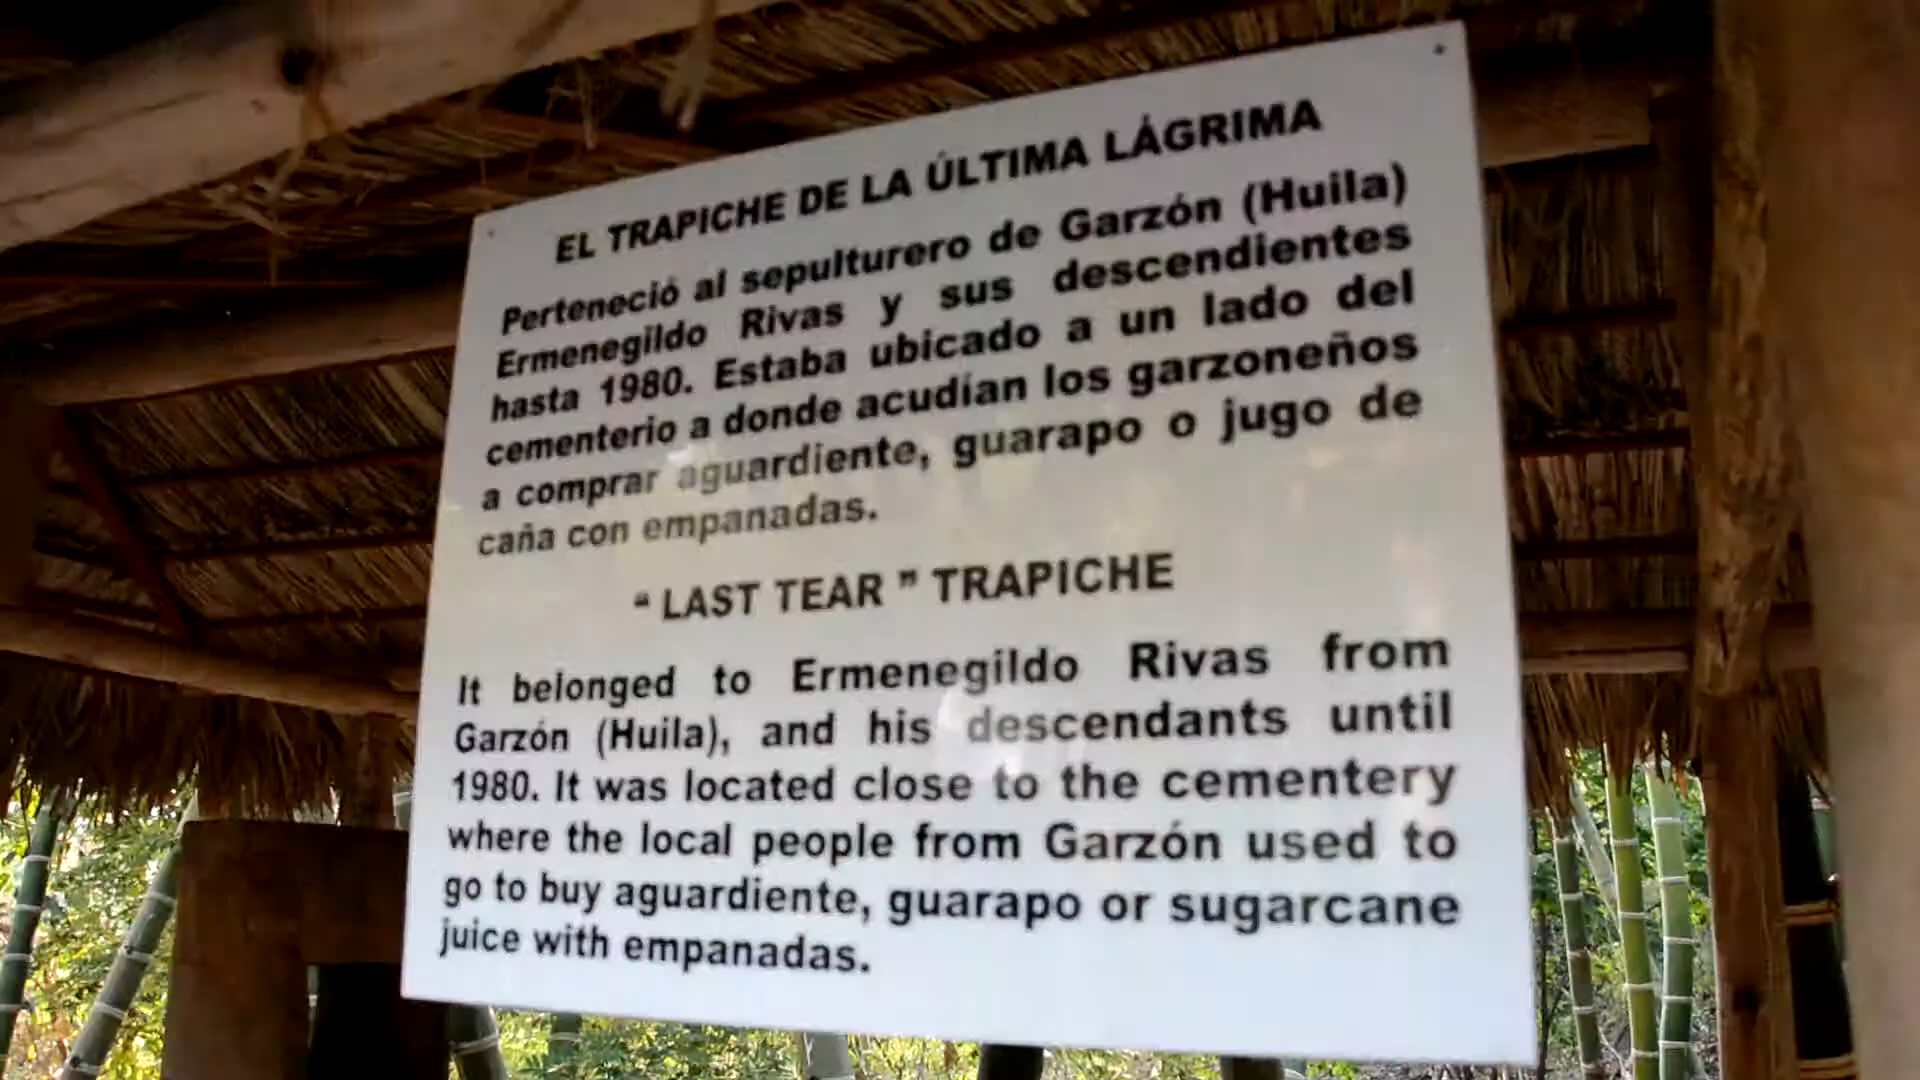 EL TRAPICHE DE LA ÚLTIMA LÁGRIMA
Perteneció al sepulturero de Garzón (Huila)
Ermenegildo Rivas y sus descendientes
hasta 1980. Estaba ubicado a un lado del
cementerio a donde acudían los garzoneños
a comprar aguardiente, guarapo o jugo de
caña con empanadas.
“ LAST TEAR ” TRAPICHE
It belonged to Ermenegildo Rivas from
Garzón (Huila), and his descendants until
1980. It was located close to the cementery
where the local people from Garzón used to
go to buy aguardiente, guarapo or sugarcane
juice with empanadas.